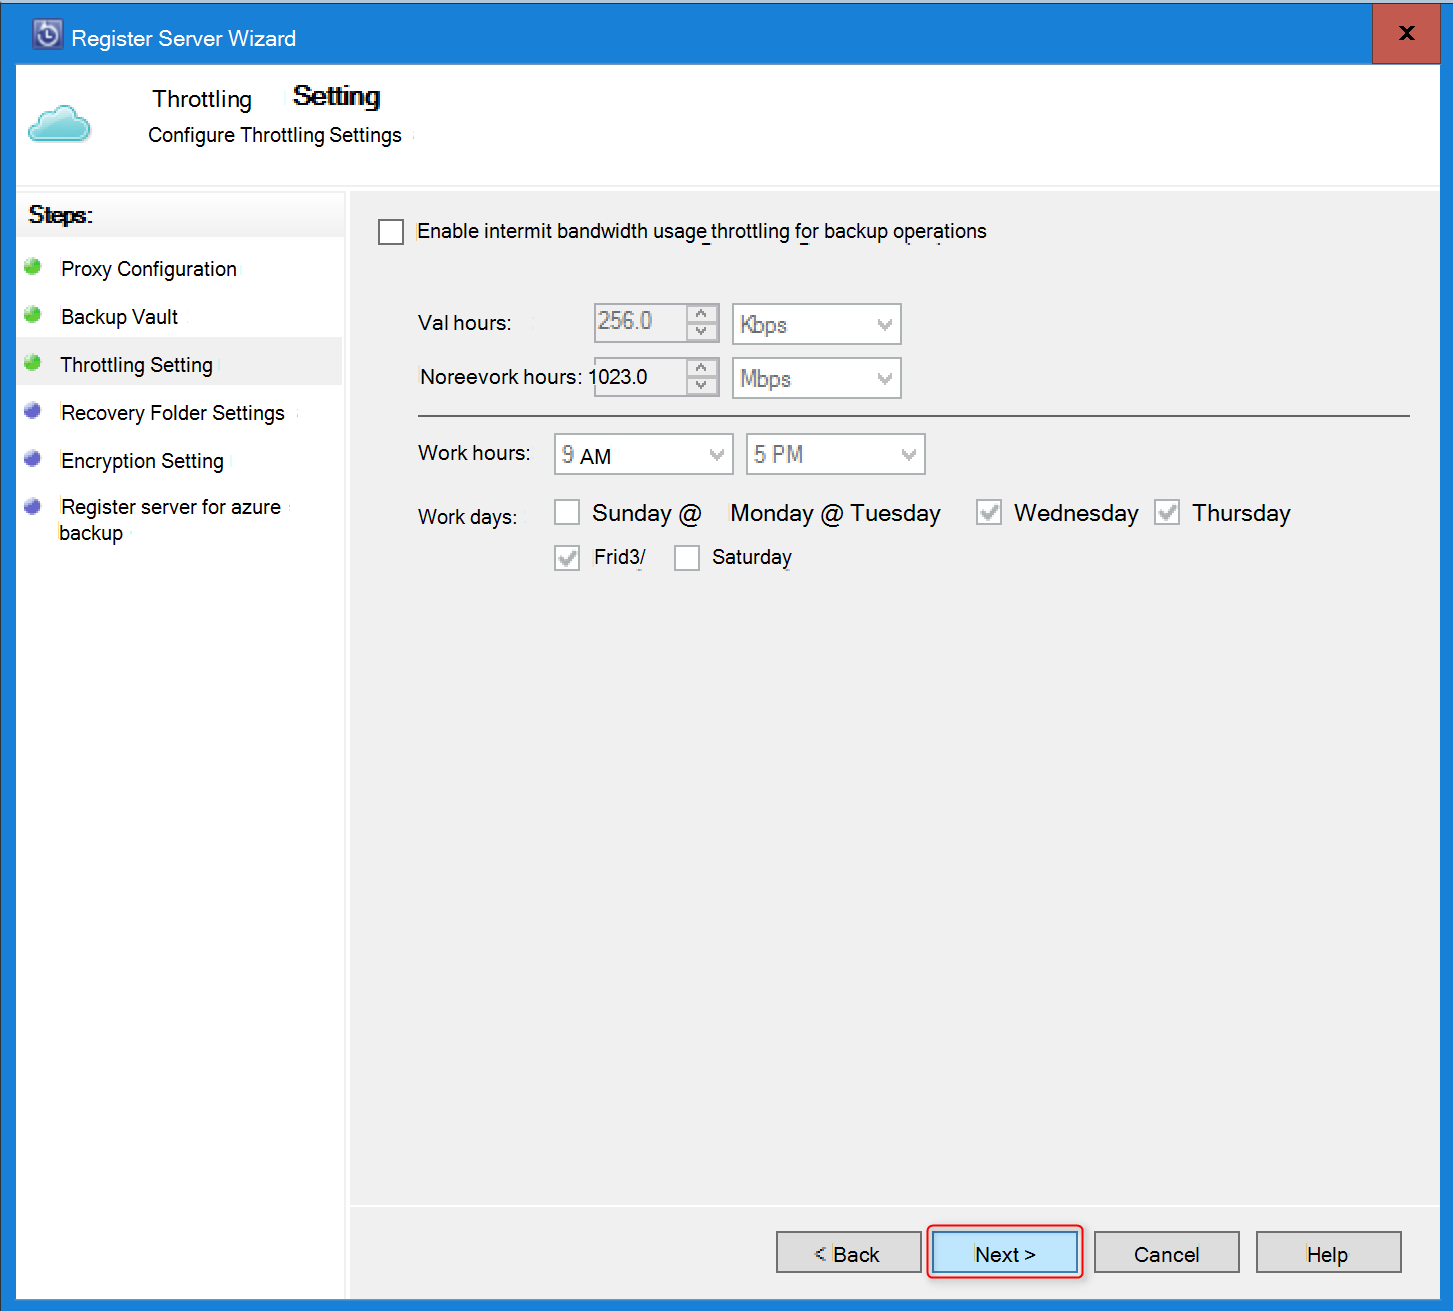 Register Server Wizard
x
Throttling Setting
Configure Throttling Settings
Steps:
Proxy Configuration
Backup Vault
Throttling Setting
Recovery Folder Settings
Encryption Setting
Register server for azure
backup
Enable intermit bandwidth usage throttling for backup operations
Val hours: 256.0 Kbps
Noreevork hours: 1023.0 Mbps
Work hours: 9 AM 5 PM
Work days: Sunday @ Monday @ Tuesday Wednesday Thursday
Frid3/ Saturday
< Back Next > Cancel Help